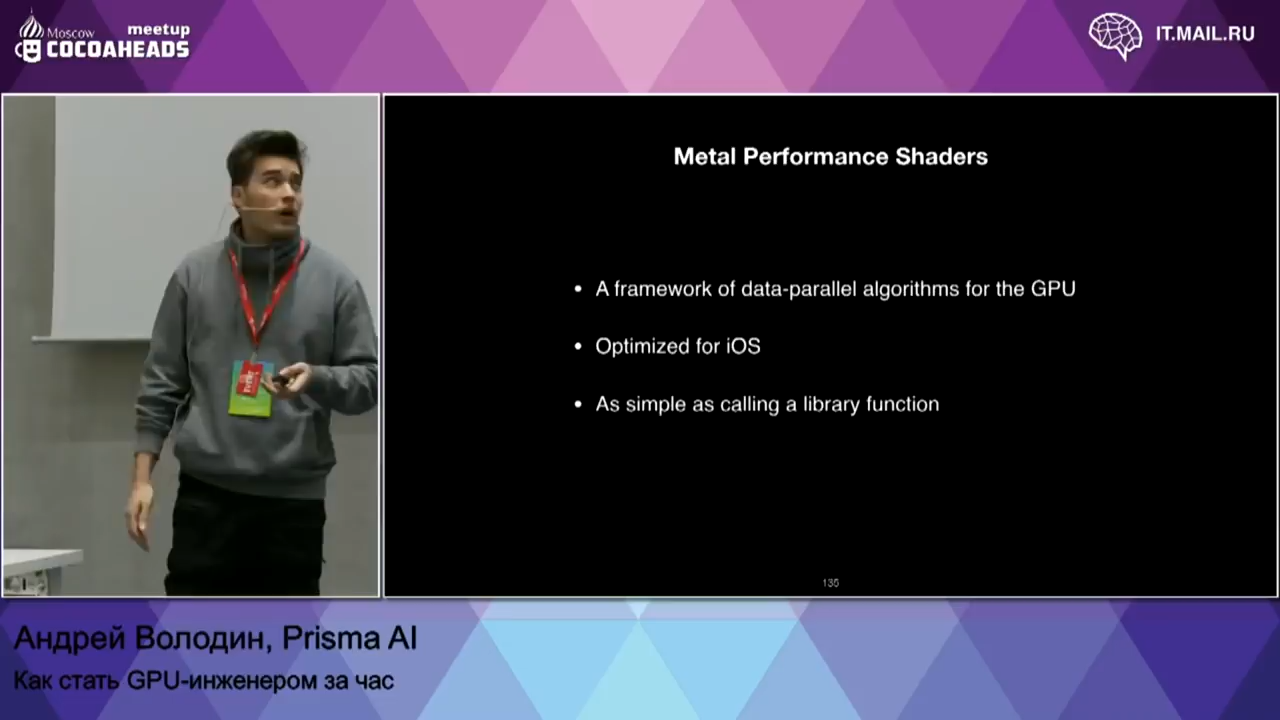 Moscow meetup
COCOAHEADS
IT.MAIL.RU
Metal Performance Shaders
• A framework of data-parallel algorithms for the GPU
• Optimized for iOS
• As simple as calling a library function
135
Андрей Володин, Prisma AI
Как стать GPU-инженером за час